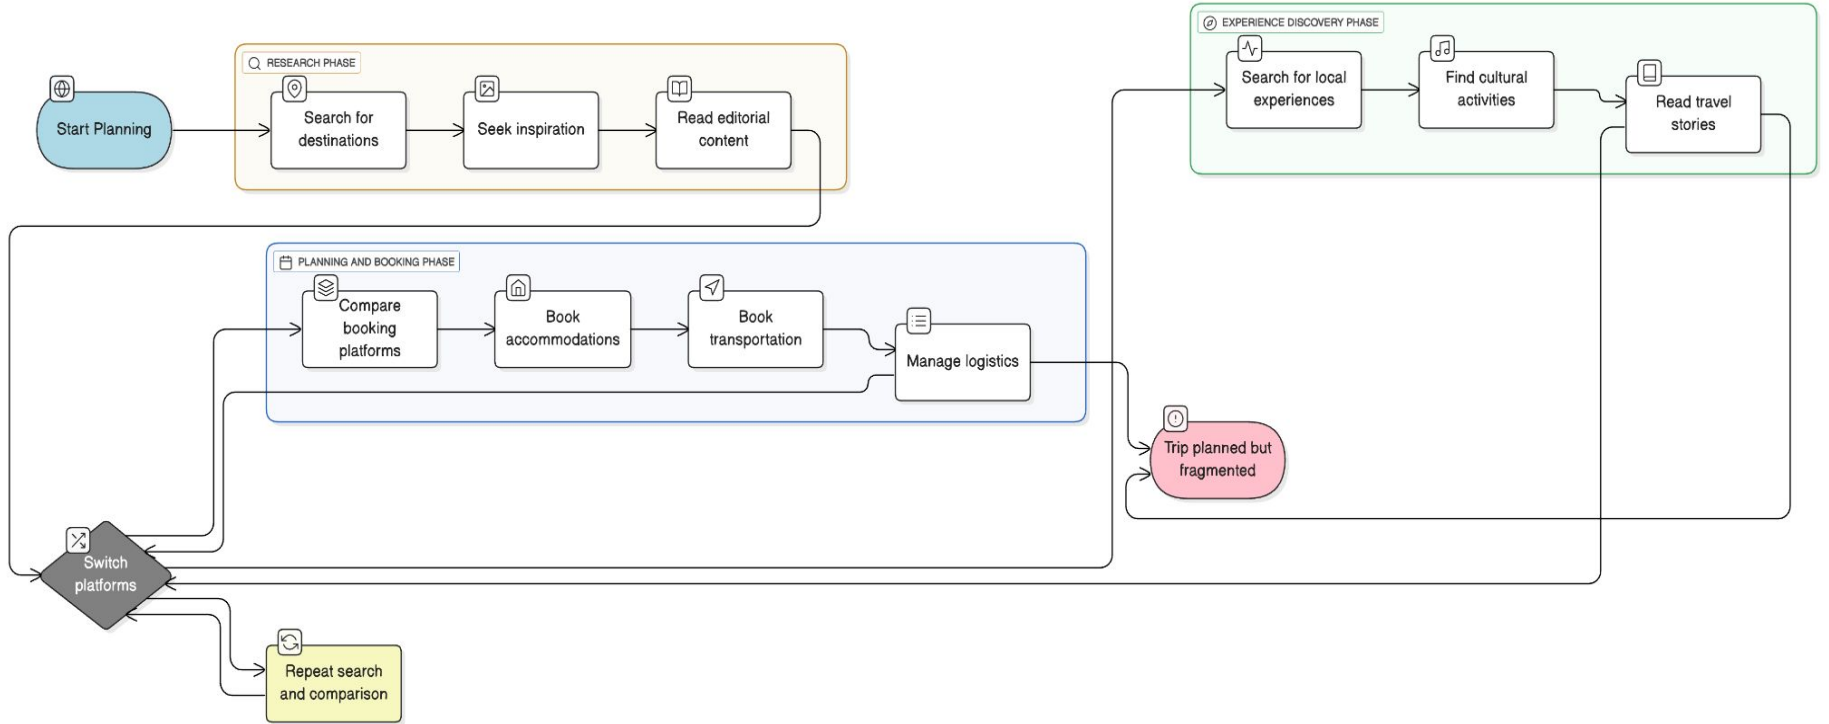 Start Planning
RESEARCH PHASE
Search for
destinations
Seek inspiration
Read editorial
content
EXPERIENCE DISCOVERY PHASE
Search for local
experiences
Find cultural
activities
Read travel
stories
PLANNING AND BOOKING PHASE
Compare
booking
platforms
Book
accommodations
Book
transportation
Manage logistics
Trip planned but
fragmented
Switch
platforms
Repeat search
and comparison